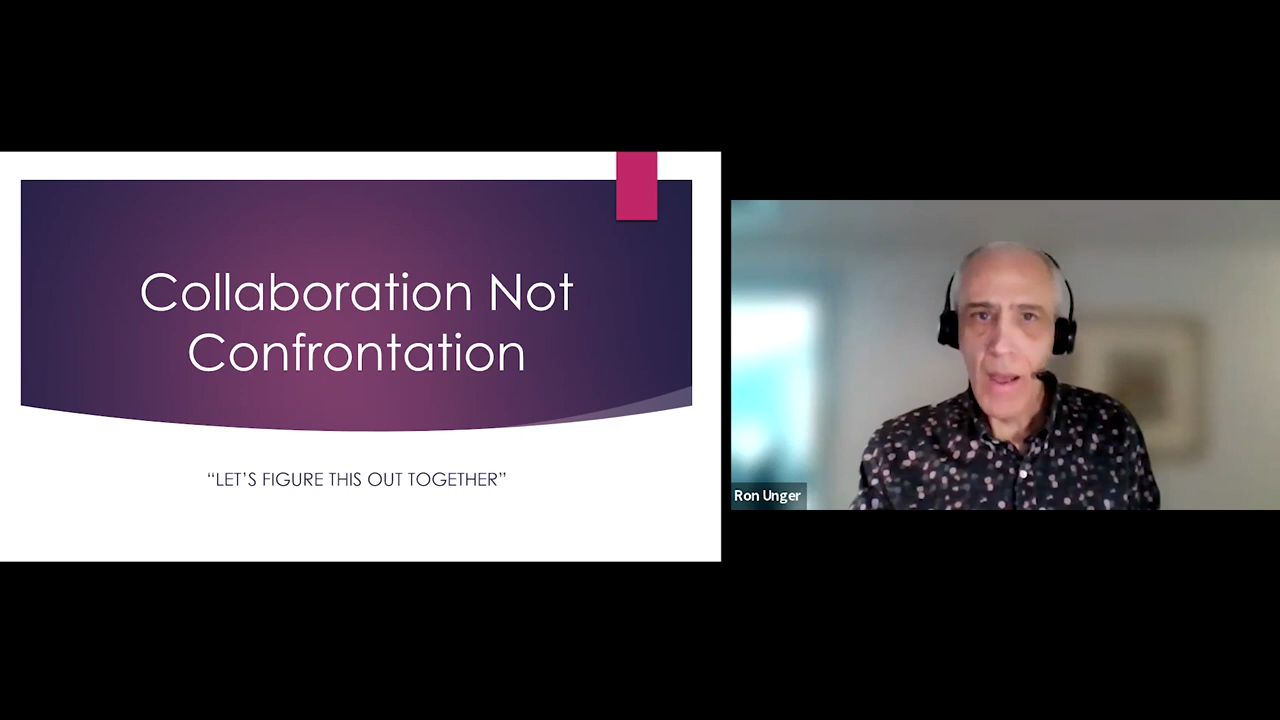 Collaboration Not
Confrontation
“LET’S FIGURE THIS OUT TOGETHER”
Ron Unger